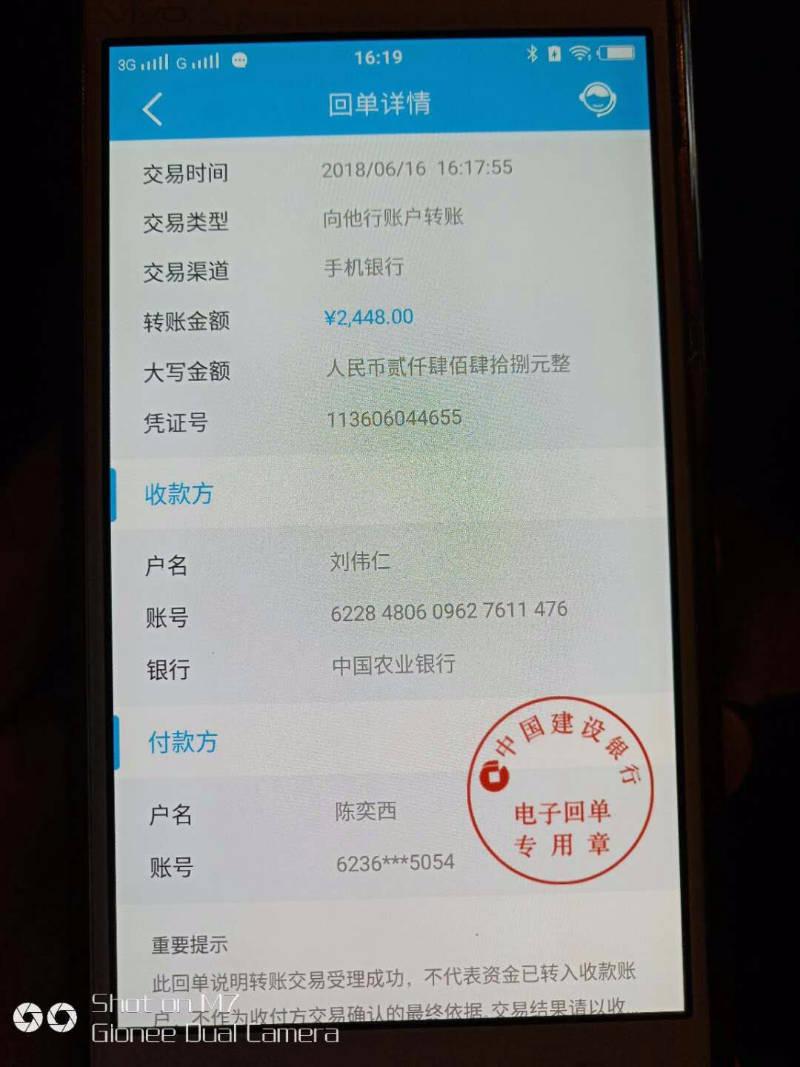 vivo
3G G 16:19
回单详情
交易时间 2018/06/16 16:17:55
交易类型 向他行账户转账
交易渠道 手机银行
转账金额 ¥2,448.00
大写金额 人民币贰仟肆佰肆拾捌元整
凭证号 113606044655
收款方
户名 刘伟仁
账号 6228 4806 0962 7611 476
银行 中国农业银行
付款方
户名 陈奕西
账号 6236***5054
中国建设银行
电子回单
专用章
重要提示
此回单说明转账交易受理成功，不代表资金已转入收款账
户，不作为收付方交易确认的最终依据,交易结果请以收...
Shot on M7
Gionee Dual Camera